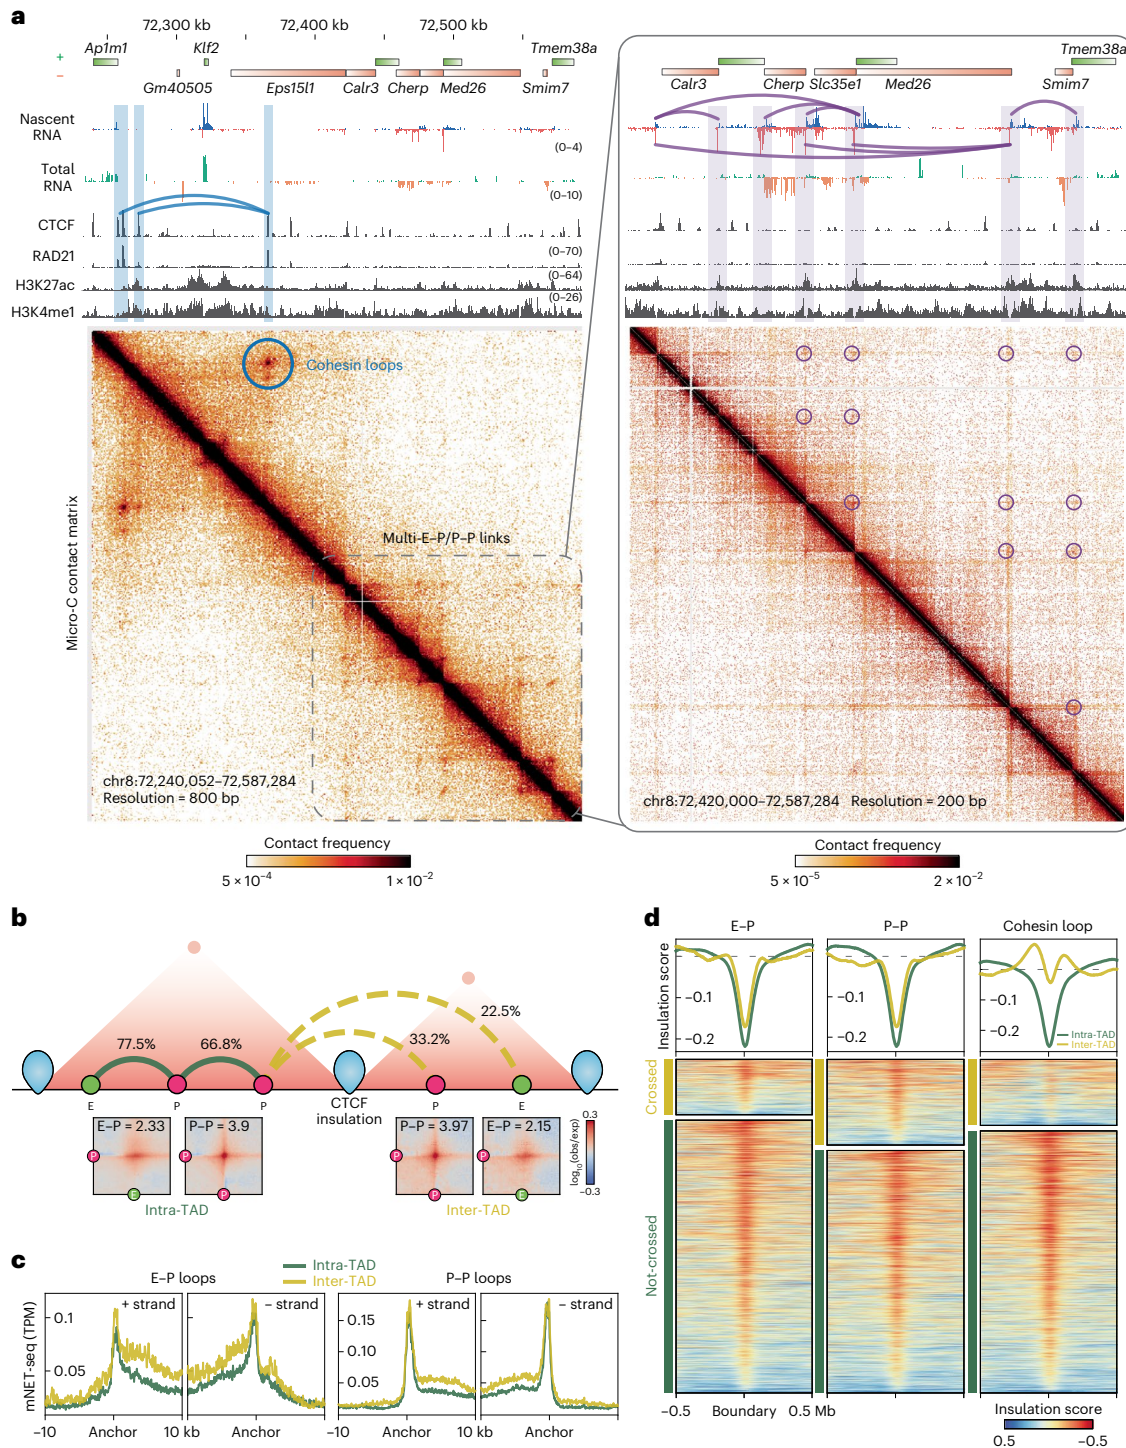 a
72,300 kb
72,400 kb
72,500 kb
Ap1m1
Klf2
Tmem38a
+
−
Gm40505
Eps15l1
Calr3
Cherp
Med26
Smim7
Nascent
RNA
(0–4)
Total
RNA
(0–10)
CTCF
RAD21
(0–70)
H3K27ac
(0–64)
H3K4me1
(0–26)
Tmem38a
Calr3
Cherp
Slc35e1
Med26
Smim7
Cohesin loops
Multi-E–P/P–P links
Micro-C contact matrix
chr8:72,240,052–72,587,284
Resolution = 800 bp
chr8:72,420,000–72,587,284 Resolution = 200 bp
Contact frequency
5 × 10⁻⁴
1 × 10⁻²
Contact frequency
5 × 10⁻⁵
2 × 10⁻²
b
77.5%
66.8%
33.2%
22.5%
E
P
P
CTCF
insulation
P
E
E–P = 2.33
P–P = 3.9
P–P = 3.97
E–P = 2.15
P
P
P
P
E
P
P
E
0.3
log₁₀(obs/exp)
−0.3
Intra-TAD
Inter-TAD
c
Intra-TAD
Inter-TAD
E–P loops
P–P loops
mNET-seq (TPM)
0.1
0.05
+ strand
− strand
0.15
0.10
0.05
+ strand
− strand
−10
Anchor
10 kb
Anchor
−10
Anchor
10 kb
Anchor
d
E–P
P–P
Cohesin loop
Insulation score
−0.1
−0.2
−0.1
−0.2
−0.1
−0.2
Intra-TAD
Inter-TAD
Crossed
Not-crossed
−0.5
Boundary
0.5 Mb
Insulation score
0.5
−0.5